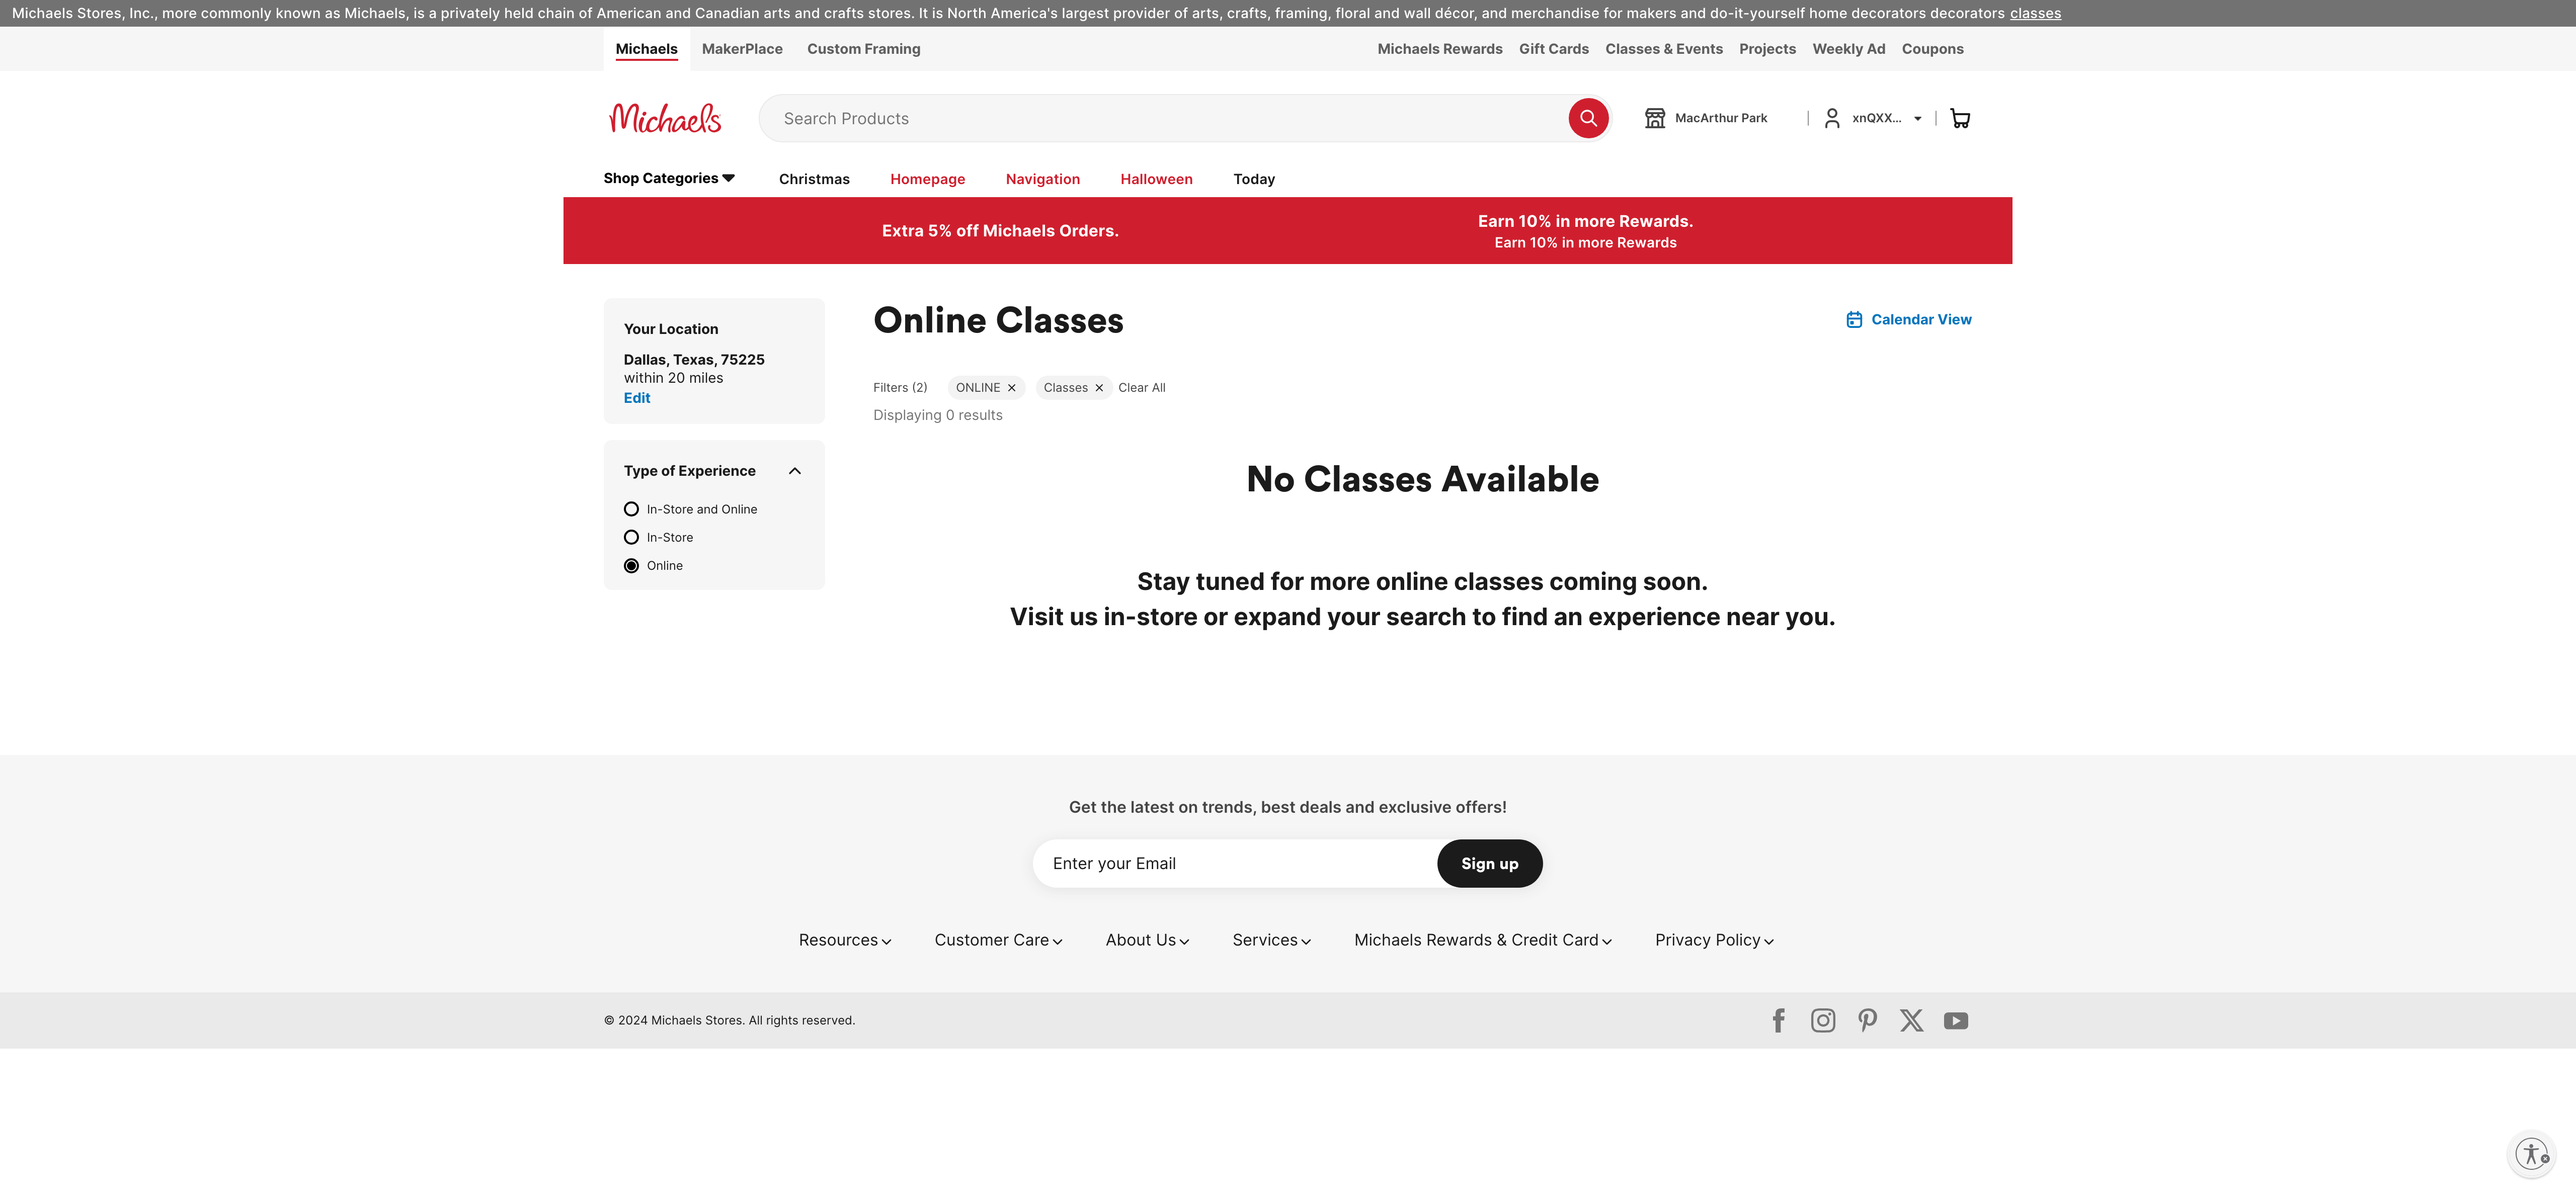 Michaels Stores, Inc., more commonly known as Michaels, is a privately held chain of American and Canadian arts and crafts stores. It is North America's largest provider of arts, crafts, framing, floral and wall décor, and merchandise for makers and do-it-yourself home decorators decorators classes
Michaels MakerPlace Custom Framing Michaels Rewards Gift Cards Classes & Events Projects Weekly Ad Coupons
Michaels Search Products MacArthur Park xnQXX...
Shop Categories Christmas Homepage Navigation Halloween Today
Extra 5% off Michaels Orders.
Earn 10% in more Rewards.
Earn 10% in more Rewards
Your Location
Dallas, Texas, 75225
within 20 miles
Edit
Type of Experience
In-Store and Online
In-Store
Online
Online Classes
Calendar View
Filters (2) ONLINE Classes Clear All
Displaying 0 results
No Classes Available
Stay tuned for more online classes coming soon.
Visit us in-store or expand your search to find an experience near you.
Get the latest on trends, best deals and exclusive offers!
Enter your Email Sign up
Resources Customer Care About Us Services Michaels Rewards & Credit Card Privacy Policy
© 2024 Michaels Stores. All rights reserved.